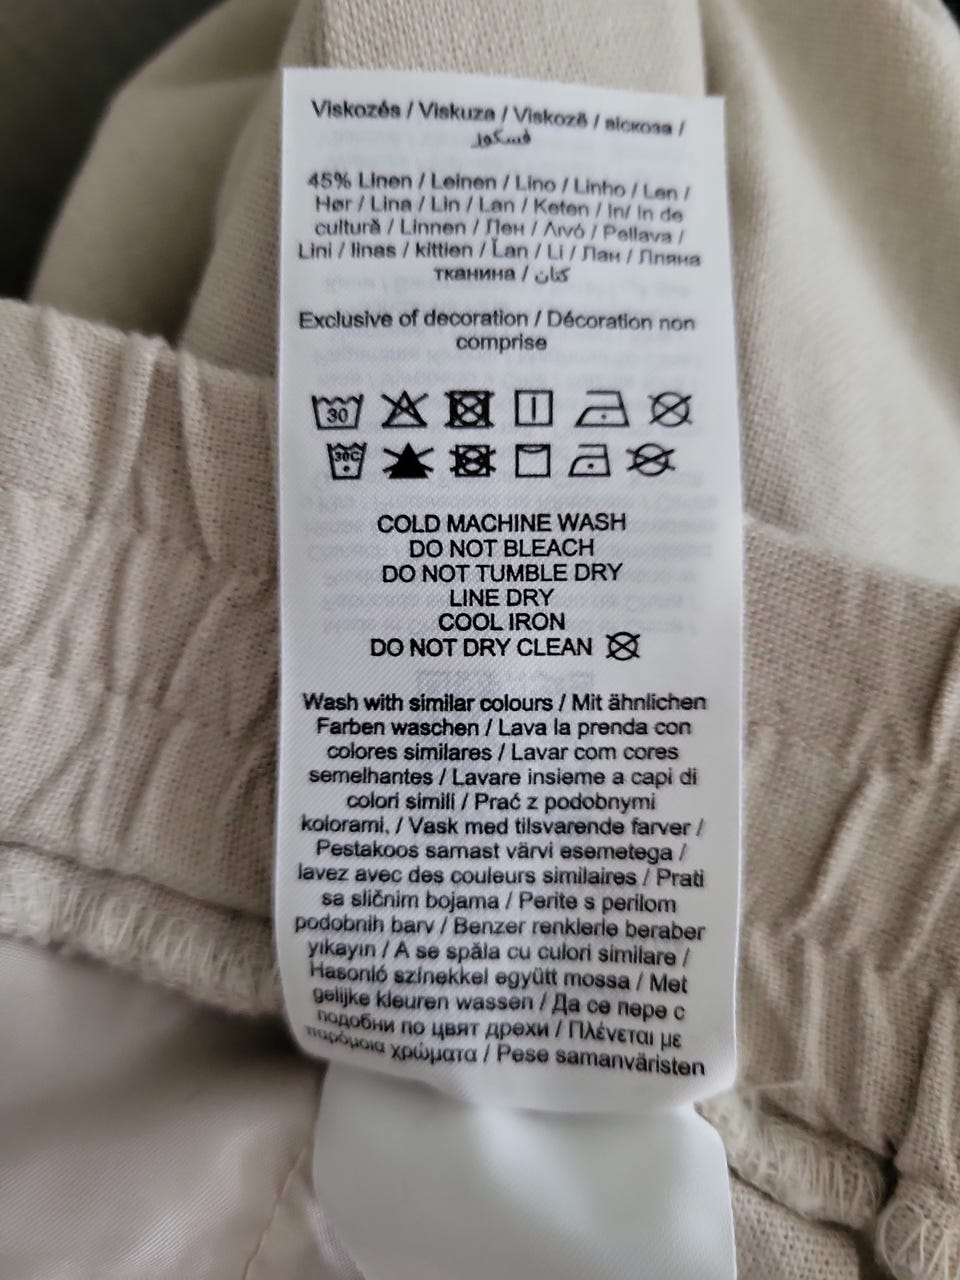 Viskozés / Viskuza / Viskozë / віскоза /
فسكوز
45% Linen / Leinen / Lino / Linho / Len /
Hør / Lina / Lin / Lan / Keten / In/ In de
cultură / Linnen / Лен / Λινό / Pellava /
Lini / linas / kittien / Ľan / Li / Лан / Лляна
тканина / كتان
Exclusive of decoration / Décoration non
comprise
30
30C
COLD MACHINE WASH
DO NOT BLEACH
DO NOT TUMBLE DRY
LINE DRY
COOL IRON
DO NOT DRY CLEAN
Wash with similar colours / Mit ähnlichen
Farben waschen / Lava la prenda con
colores similares / Lavar com cores
semelhantes / Lavare insieme a capi di
colori simili / Prać z podobnymi
kolorami, / Vask med tilsvarende farver /
Pestakoos samast värvi esemetega /
lavez avec des couleurs similaires / Prati
sa sličnim bojama / Perite s perilom
podobnih barv / Benzer renklerle beraber
yıkayın / A se spăla cu culori similare /
Hasonló színekkel együtt mossa / Met
gelijke kleuren wassen / Да се пере с
подобни по цвят дрехи / Πλένεται με
παρόμοια χρώματα / Pese samanväristen